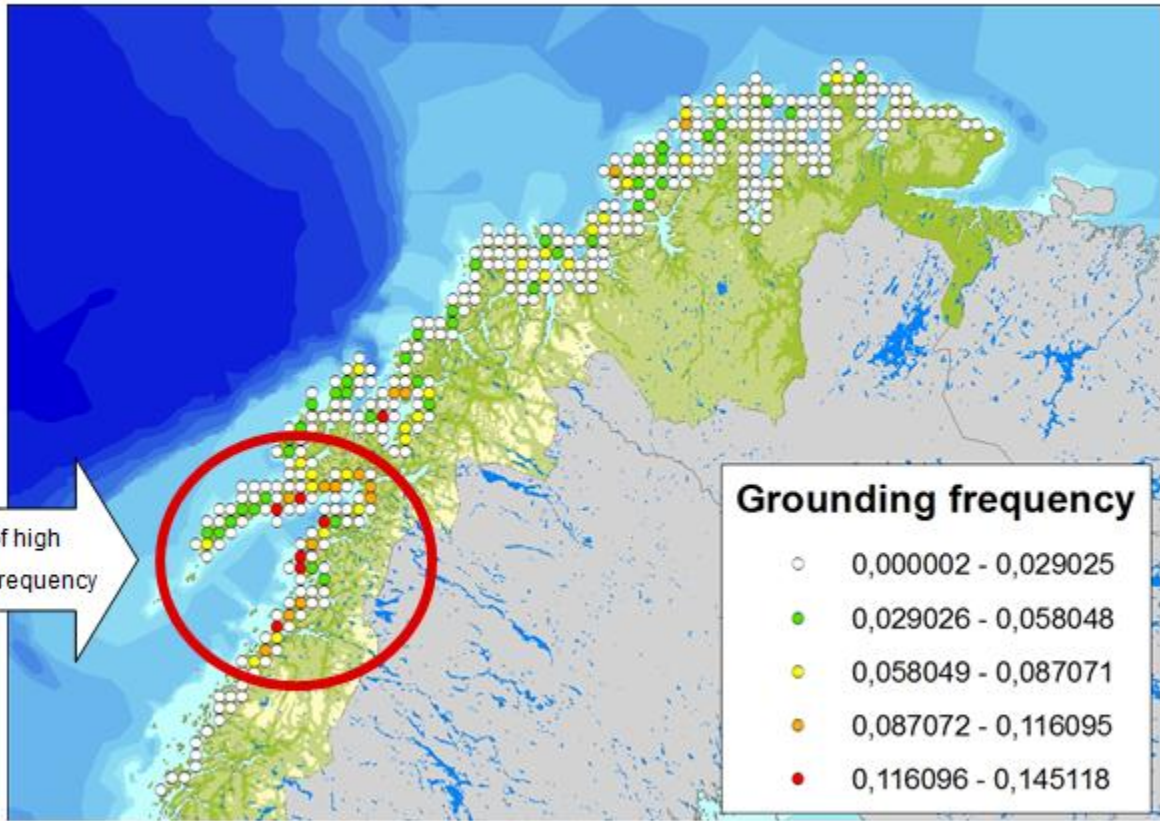 f high
requency
Grounding frequency
0,000002 - 0,029025
0,029026 - 0,058048
0,058049 - 0,087071
0,087072 - 0,116095
0,116096 - 0,145118